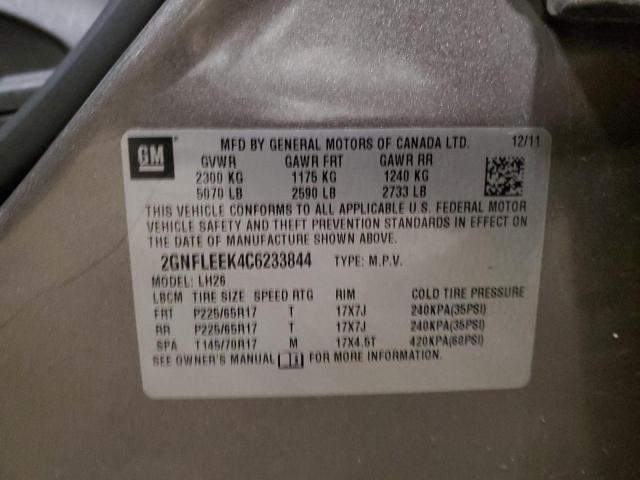 GM
MFD BY GENERAL MOTORS OF CANADA LTD. 12/11
GVWR GAWR FRT GAWR RR
2300 KG 1175 KG 1240 KG
5070 LB 2590 LB 2733 LB
THIS VEHICLE CONFORMS TO ALL APPLICABLE U.S. FEDERAL MOTOR
VEHICLE SAFETY AND THEFT PREVENTION STANDARDS IN EFFECT ON
THE DATE OF MANUFACTURE SHOWN ABOVE.
2GNFLEEK4C6233844 TYPE: M.P.V.
MODEL: LH26
LBCM TIRE SIZE SPEED RTG RIM COLD TIRE PRESSURE
FRT P225/65R17 T 17X7J 240KPA(35PSI)
RR P225/65R17 T 17X7J 240KPA(35PSI)
SPA T145/70R17 M 17X4.5T 420KPA(60PSI)
SEE OWNER'S MANUAL FOR MORE INFORMATION.